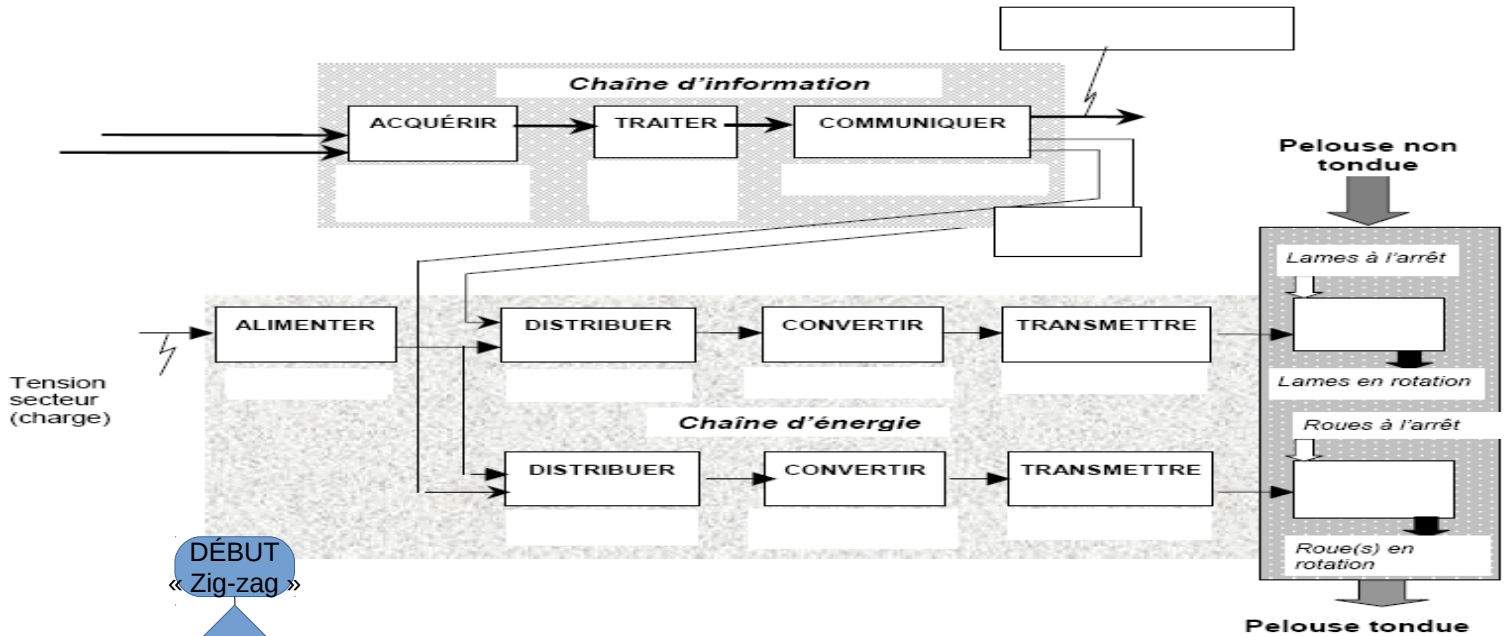 Chaîne d'information
ACQUÉRIR
TRAITER
COMMUNIQUER
Pelouse non
tondue
Lames à l'arrêt
ALIMENTER
DISTRIBUER
CONVERTIR
TRANSMETTRE
Tension
secteur
(charge)
Lames en rotation
Chaîne d'énergie
Roues à l'arrêt
DISTRIBUER
CONVERTIR
TRANSMETTRE
Roue(s) en
rotation
DÉBUT
« Zig-zag »
Pelouse tondue